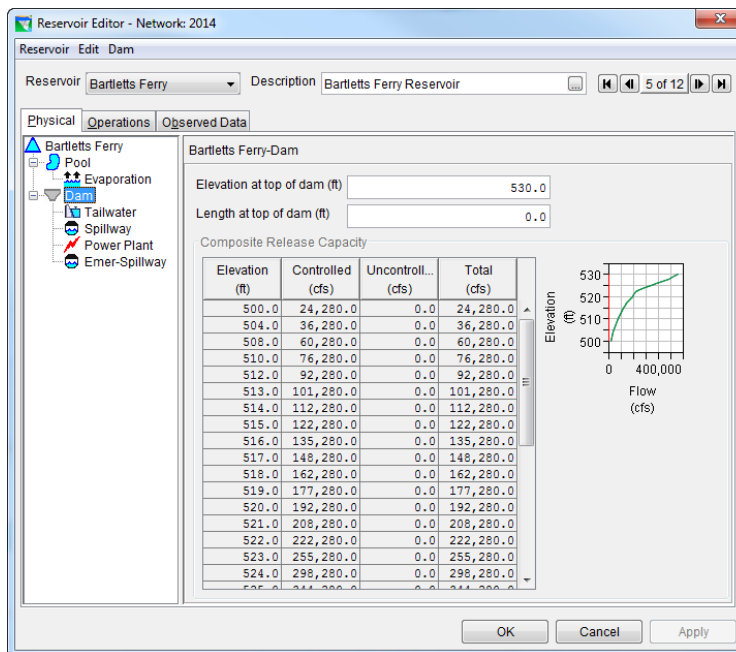 Reservoir Editor - Network: 2014
Reservoir Edit Dam
Reservoir Bartletts Ferry Description Bartletts Ferry Reservoir ... 5 of 12
Physical Operations Observed Data
Bartletts Ferry
Pool
Evaporation
Dam
Tailwater
Spillway
Power Plant
Emer-Spillway
Bartletts Ferry-Dam
Elevation at top of dam (ft) 530.0
Length at top of dam (ft) 0.0
Composite Release Capacity
Elevation Controlled Uncontroll... Total
(ft) (cfs) (cfs) (cfs)
500.0 24,280.0 0.0 24,280.0
504.0 36,280.0 0.0 36,280.0
508.0 60,280.0 0.0 60,280.0
510.0 76,280.0 0.0 76,280.0
512.0 92,280.0 0.0 92,280.0
513.0 101,280.0 0.0 101,280.0
514.0 112,280.0 0.0 112,280.0
515.0 122,280.0 0.0 122,280.0
516.0 135,280.0 0.0 135,280.0
517.0 148,280.0 0.0 148,280.0
518.0 162,280.0 0.0 162,280.0
519.0 177,280.0 0.0 177,280.0
520.0 192,280.0 0.0 192,280.0
521.0 208,280.0 0.0 208,280.0
522.0 222,280.0 0.0 222,280.0
523.0 255,280.0 0.0 255,280.0
524.0 298,280.0 0.0 298,280.0
530
520
510
500
Elevation
(ft)
0 400,000
Flow
(cfs)
OK Cancel Apply